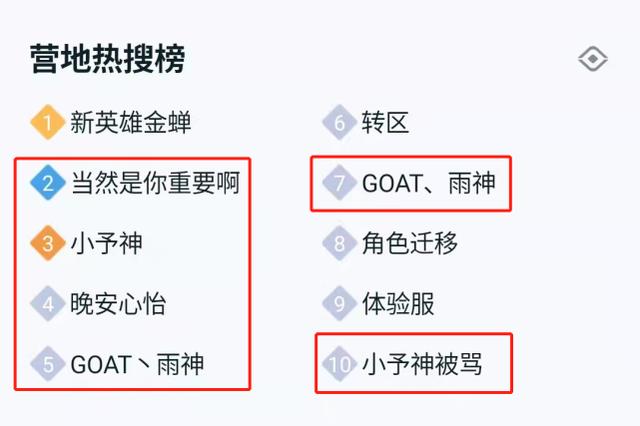 营地热搜榜
1 新英雄金蝉
2 当然是你重要啊
3 小予神
4 晚安心怡
5 GOAT丶雨神
6 转区
7 GOAT、雨神
8 角色迁移
9 体验服
10 小予神被骂